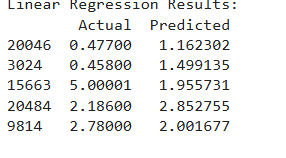 Linear Regression Results:
Actual Predicted
20046 0.47700 1.162302
3024 0.45800 1.499135
15663 5.00001 1.955731
20484 2.18600 2.852755
9814 2.78000 2.001677